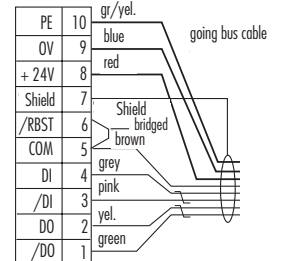 PE 10 gr/yel.
0V 9 blue
going bus cable
+ 24V 8 red
Shield 7
Shield
/RBST 6 bridged
COM 5 brown
DI 4 grey
/DI 3 pink
DO 2 yel.
/DO 1 green